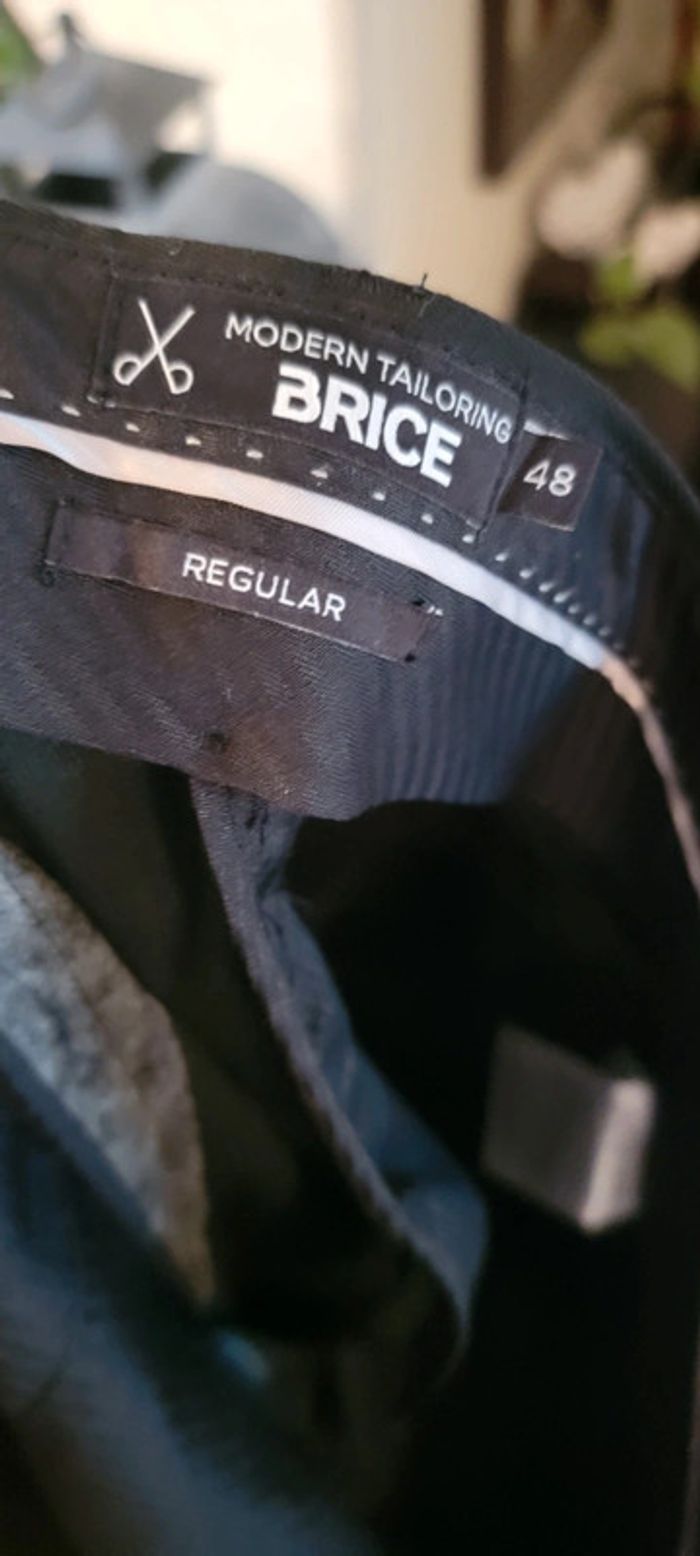 MODERN TAILORING
BRICE
48
REGULAR